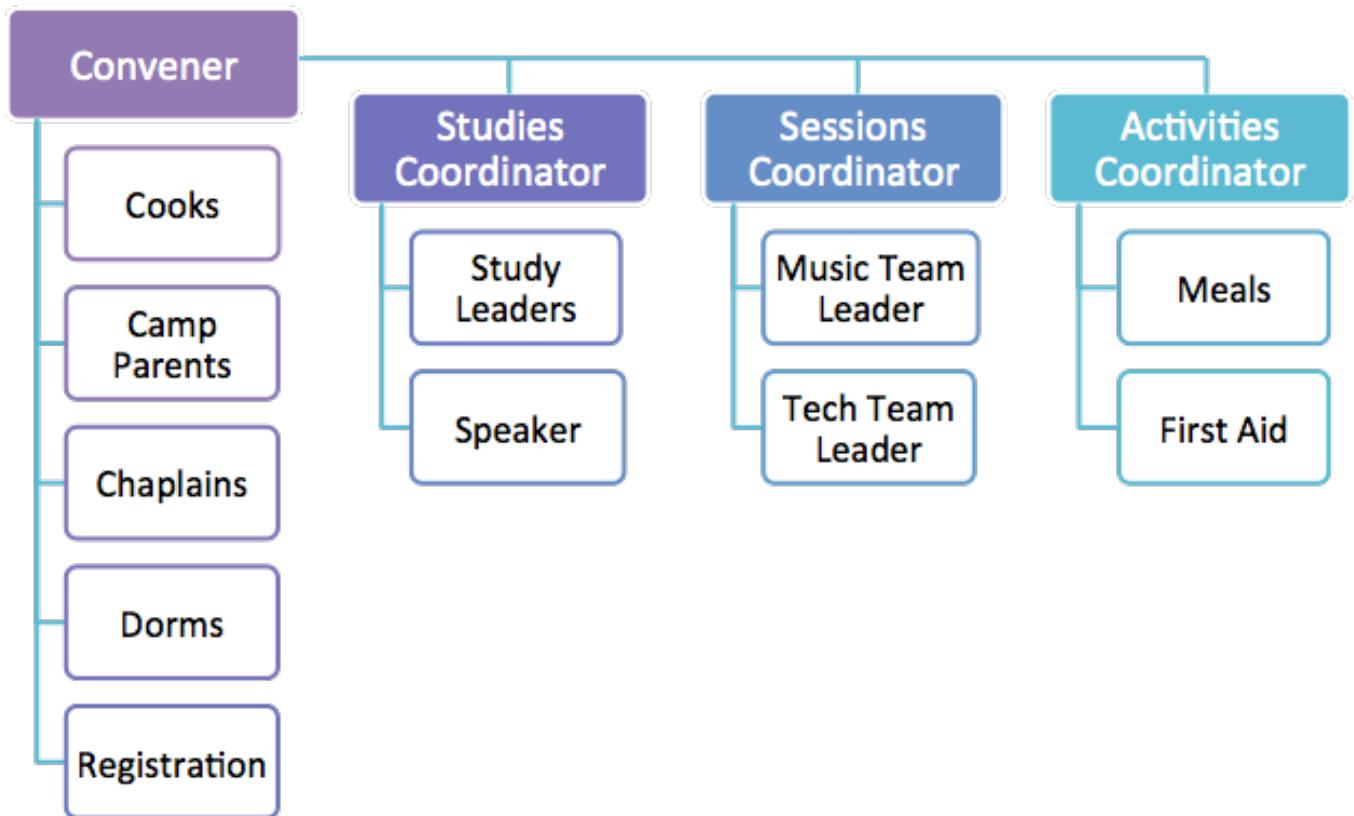 Convener
Cooks
Camp
Parents
Chaplains
Dorms
Registration
Studies
Coordinator
Study
Leaders
Speaker
Sessions
Coordinator
Music Team
Leader
Tech Team
Leader
Activities
Coordinator
Meals
First Aid